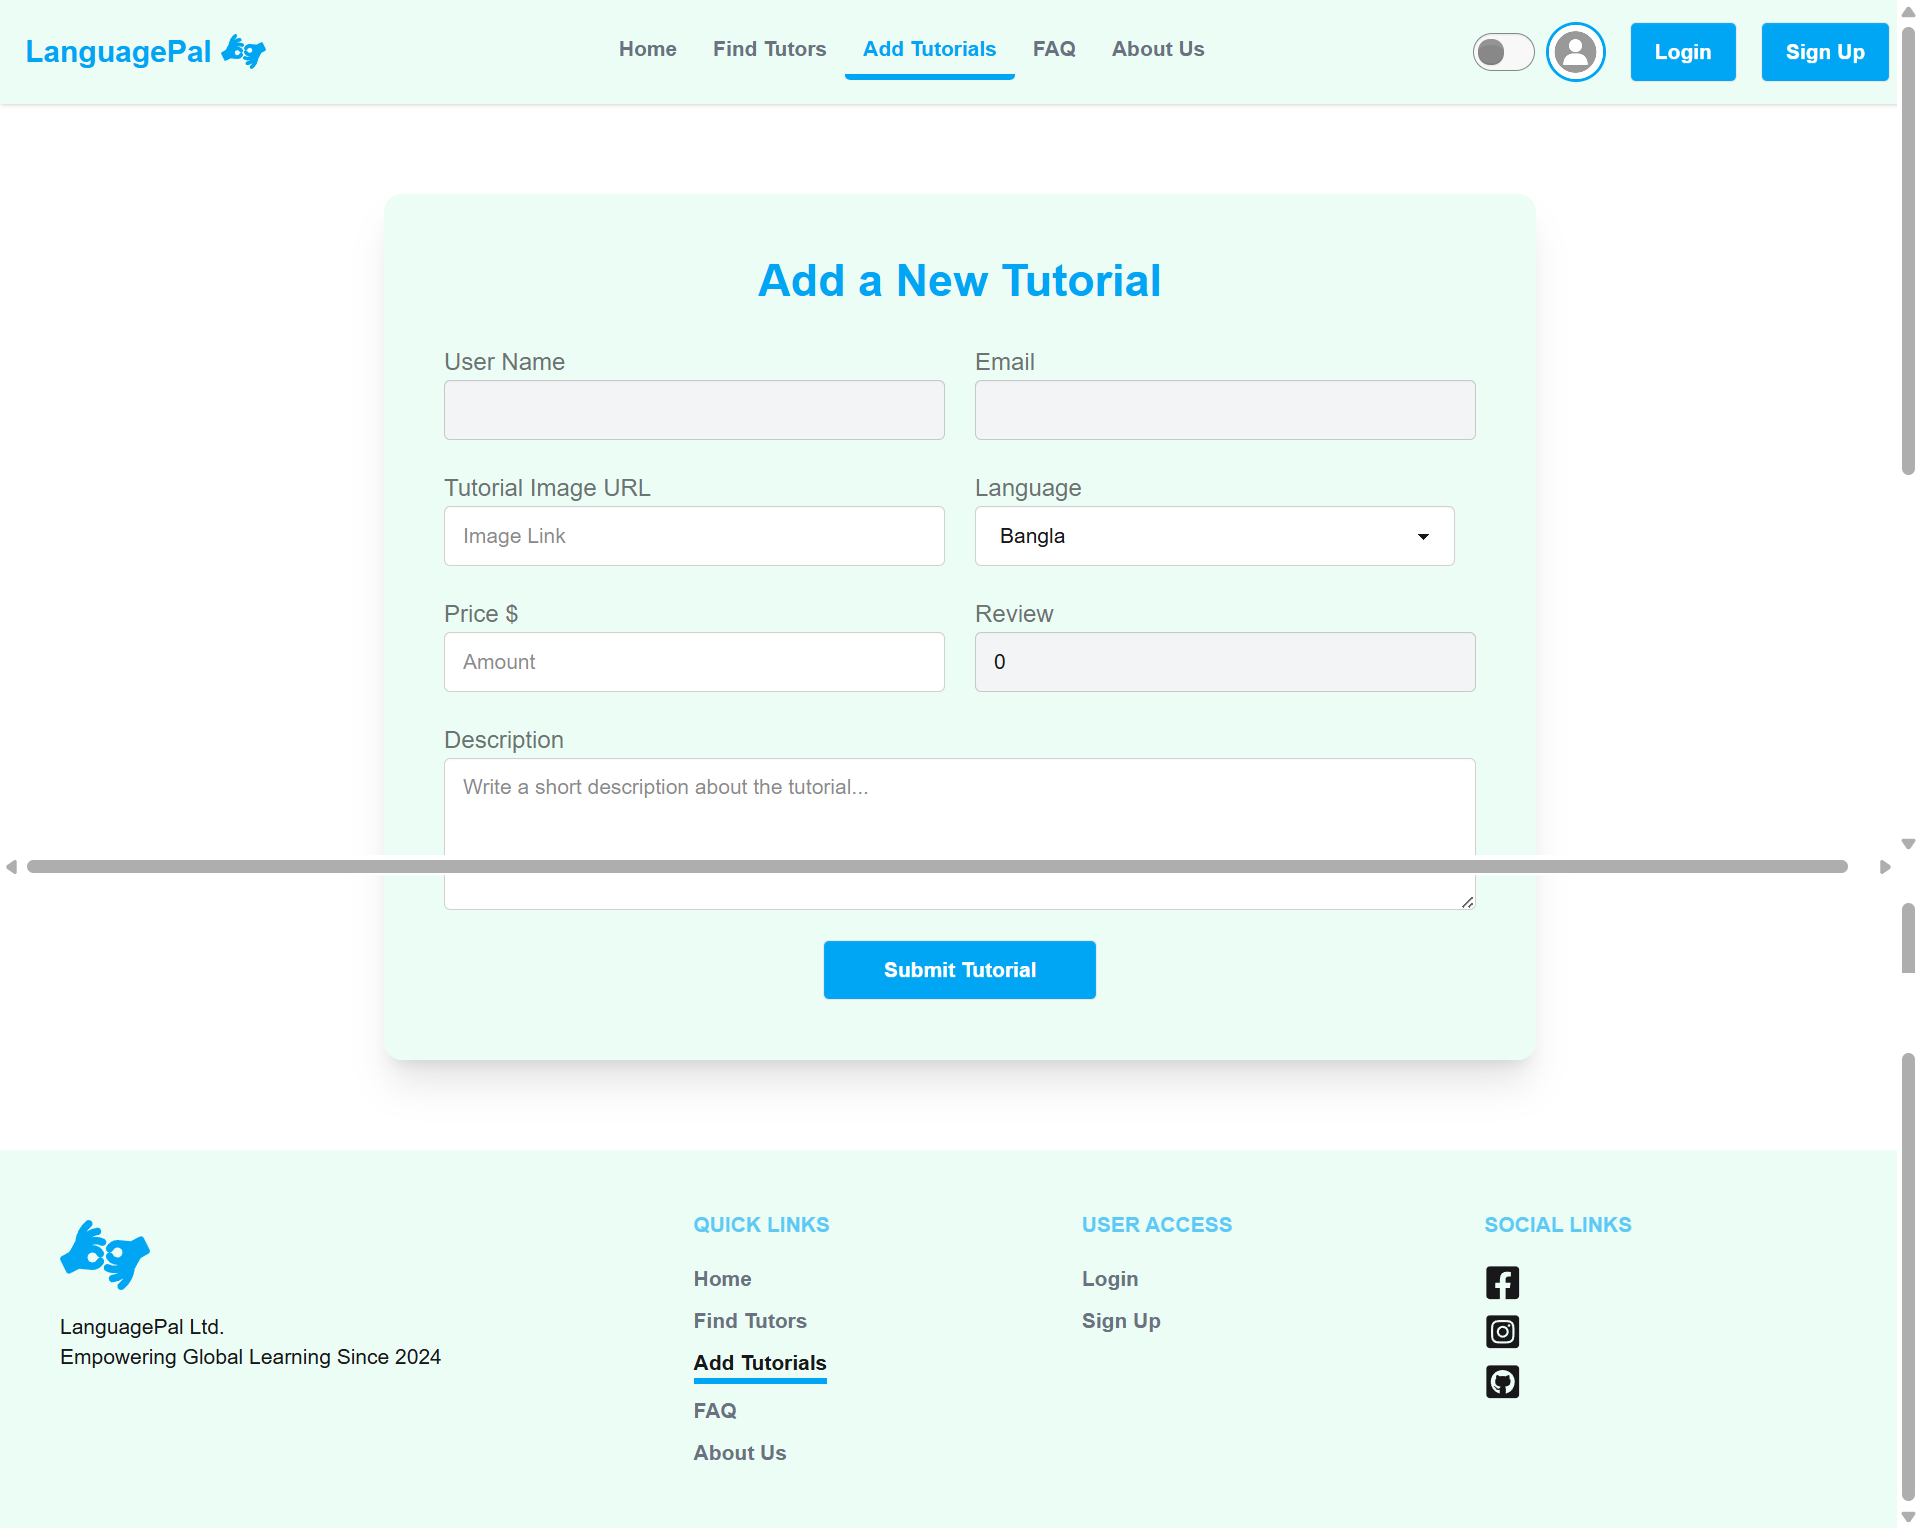 LanguagePal
Home
Find Tutors
Add Tutorials
FAQ
About Us
Login
Sign Up
Add a New Tutorial
User Name
Email
Tutorial Image URL
Language
Image Link
Bangla
Price $
Review
Amount
0
Description
Write a short description about the tutorial...
Submit Tutorial
LanguagePal Ltd.
Empowering Global Learning Since 2024
QUICK LINKS
Home
Find Tutors
Add Tutorials
FAQ
About Us
USER ACCESS
Login
Sign Up
SOCIAL LINKS